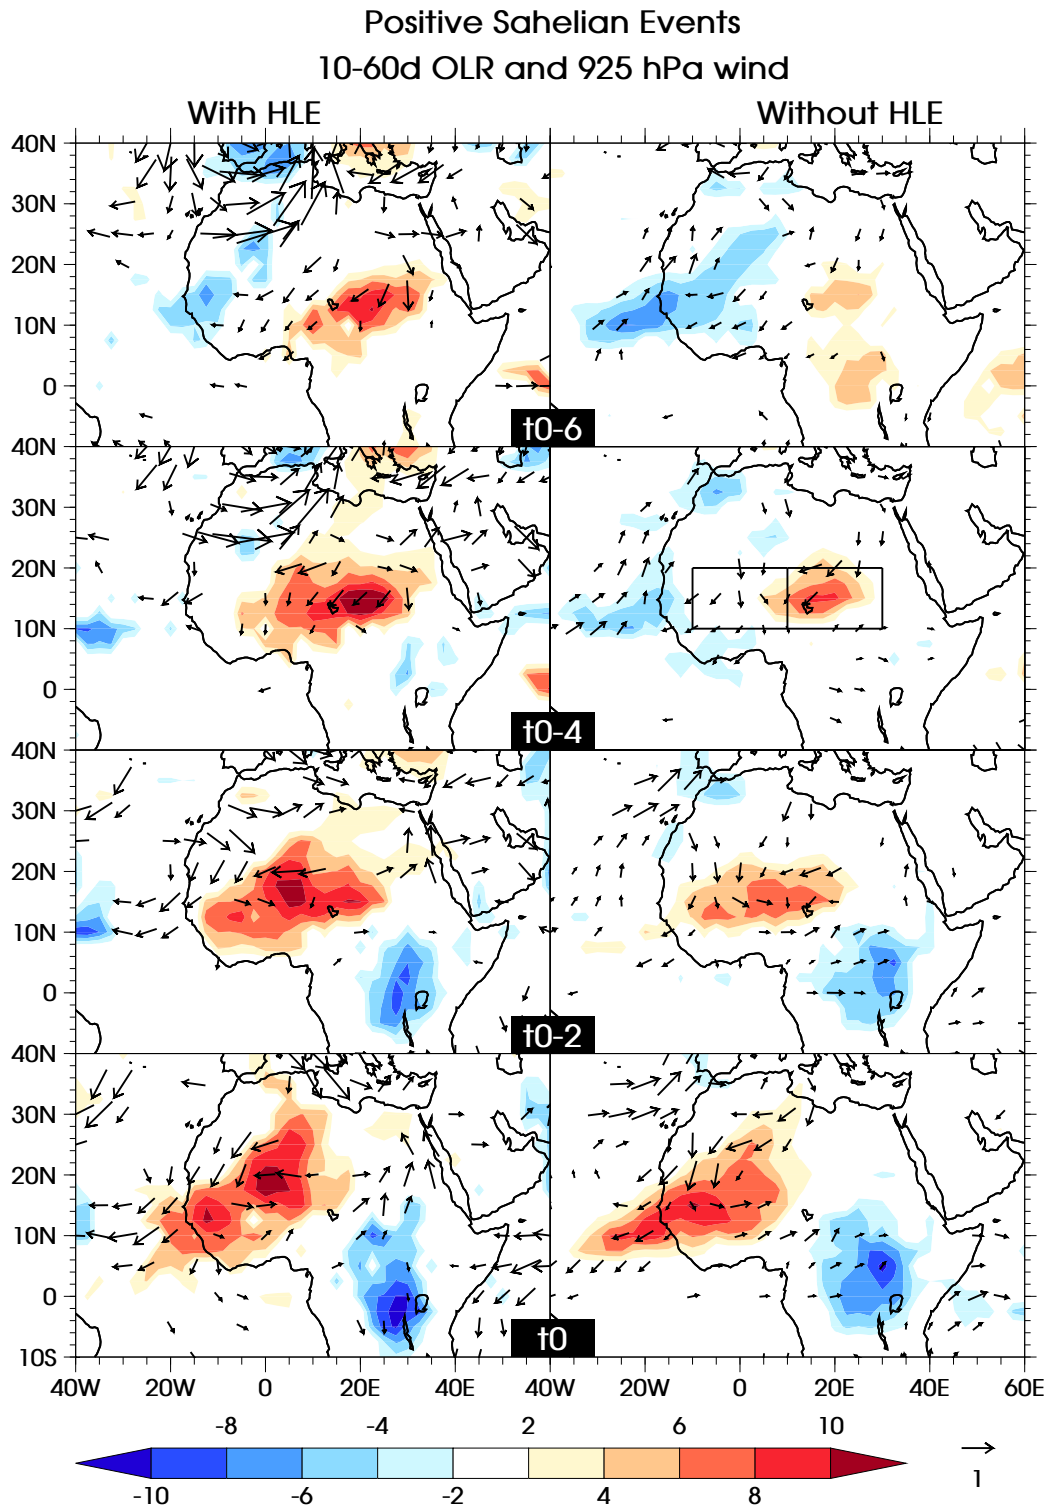 Positive Sahelian Events
10-60d OLR and 925 hPa wind
With HLE Without HLE
40N
30N
20N
10N
0
t0-6
40N
30N
20N
10N
0
t0-4
40N
30N
20N
10N
0
t0-2
40N
30N
20N
10N
0
t0
10S
40W 20W 0 20E 40E 20W 0 20E 40E 60E
-8 -4 2 6 10
-10 -6 -2 4 8
1